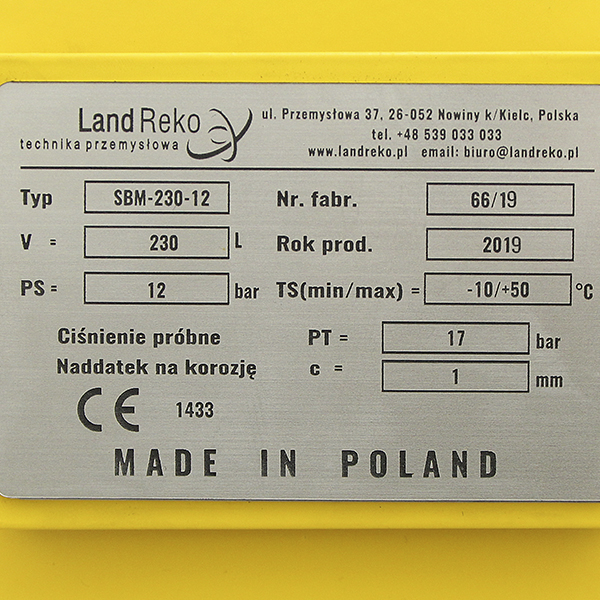 Land Reko
technika przemysłowa
ul. Przemysłowa 37, 26-052 Nowiny k/Kielc, Polska
tel. +48 539 033 033
www.landreko.pl email: biuro@landreko.pl
Typ SBM-230-12 Nr. fabr. 66/19
V = 230 L Rok prod. 2019
PS = 12 bar TS(min/max) = -10/+50 °C
Ciśnienie próbne PT = 17 bar
Naddatek na korozję c = 1 mm
CE 1433
MADE IN POLAND